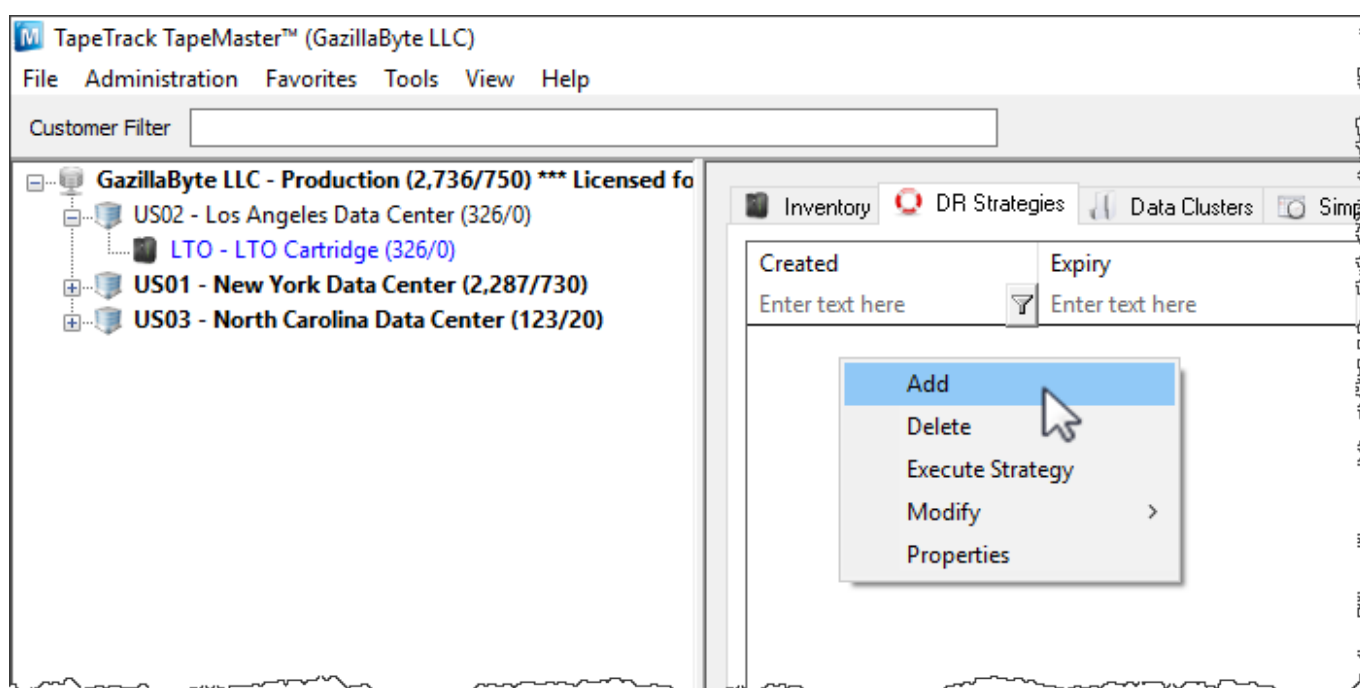 TapeTrack TapeMaster™ (GazillaByte LLC)
File Administration Favorites Tools View Help
Customer Filter
GazillaByte LLC - Production (2,736/750) *** Licensed fo
US02 - Los Angeles Data Center (326/0)
LTO - LTO Cartridge (326/0)
US01 - New York Data Center (2,287/730)
US03 - North Carolina Data Center (123/20)
Inventory DR Strategies Data Clusters Simp
Created Expiry
Enter text here Enter text here
Add
Delete
Execute Strategy
Modify
Properties